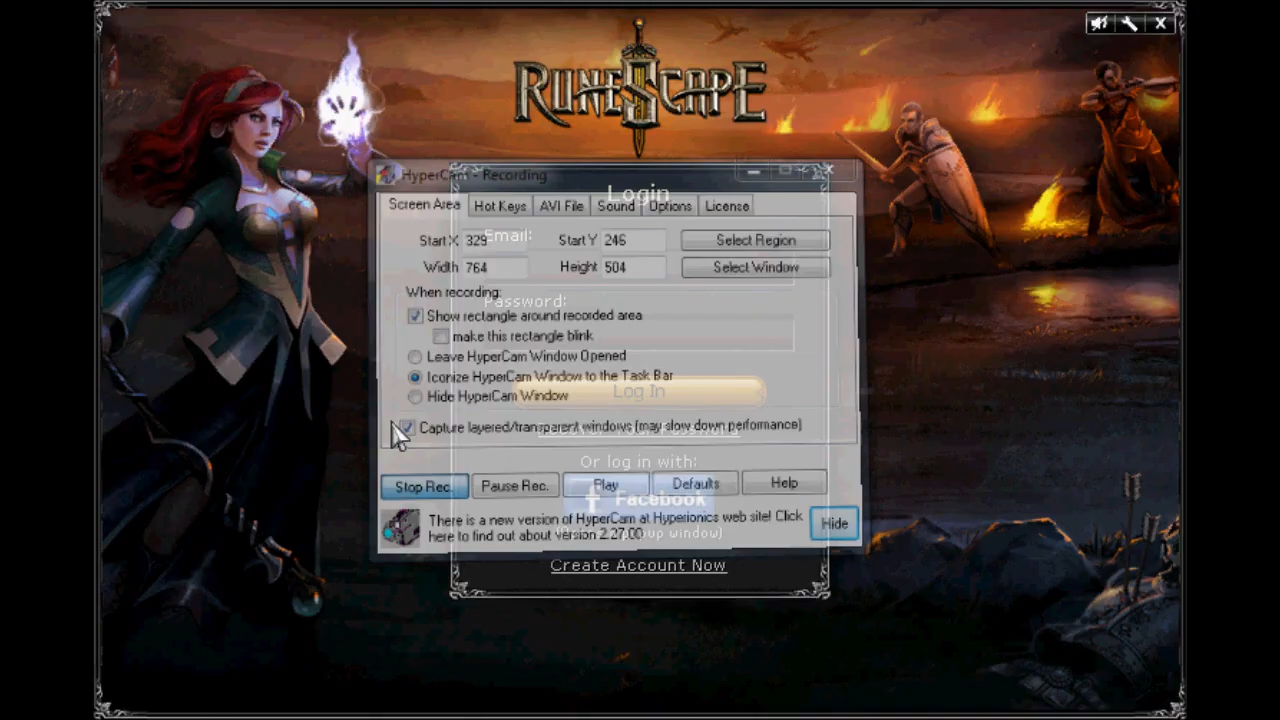 RUNESCAPE
HyperCam - Recording
Login
Screen Area Hot Keys AVI File Sound Options License
Email:
Start X 329 Start Y 246 Select Region
Width 764 Height 504 Select Window
When recording:
Password:
Show rectangle around recorded area
make this rectangle blink
Leave HyperCam Window Opened
Iconize HyperCam Window to the Task Bar
Log In
Hide HyperCam Window
Capture layered/transparent windows (may slow down performance)
Or log in with:
Stop Rec. Pause Rec. Play Defaults Help
Facebook
There is a new version of HyperCam at Hyperionics web site! Click
here to find out about version 2.27.00
Hide
Create Account Now